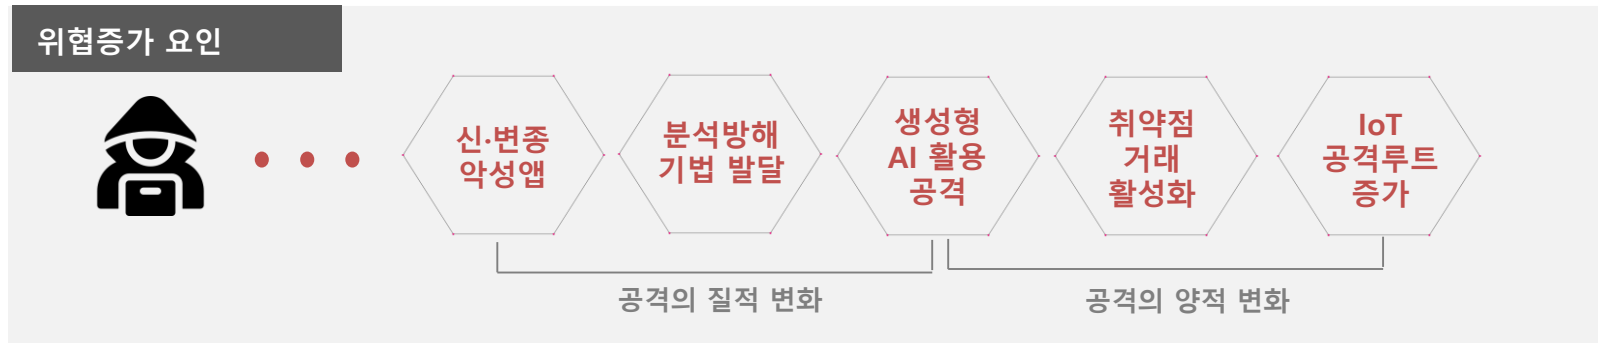 위협증가 요인
신·변종
악성앱
분석방해
기법 발달
생성형
AI 활용
공격
취약점
거래
활성화
IoT
공격루트
증가
공격의 질적 변화
공격의 양적 변화